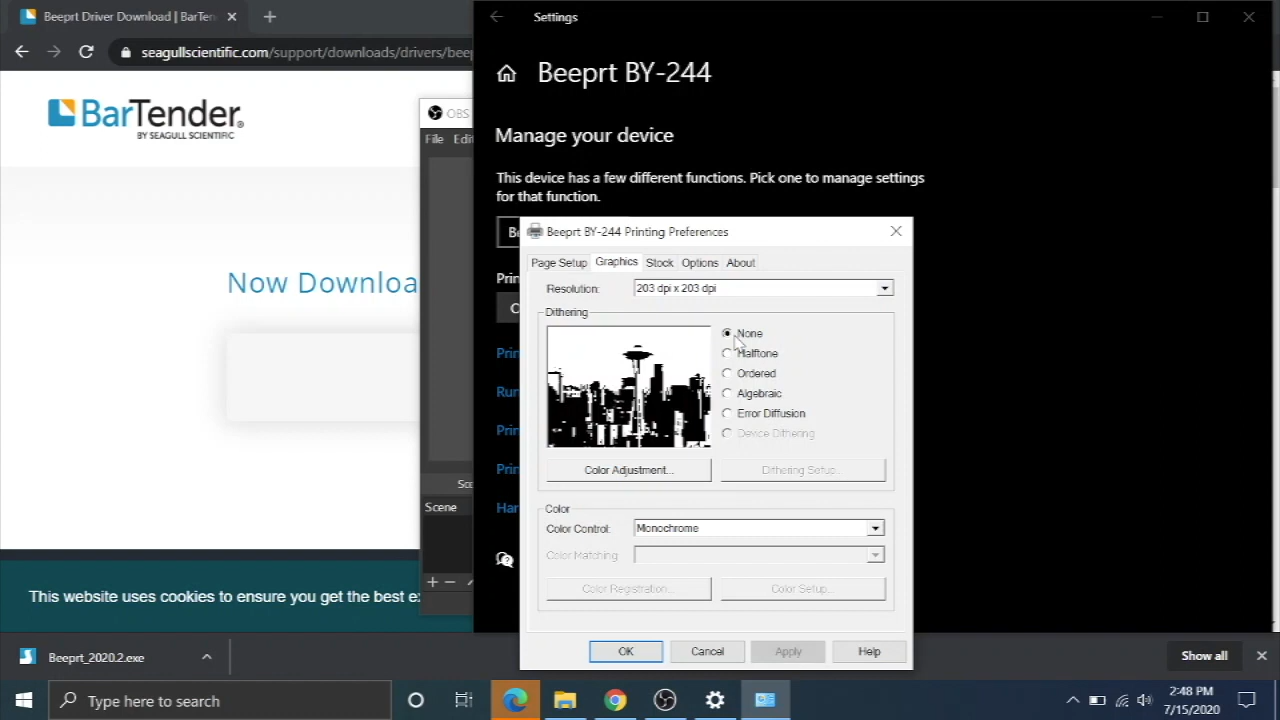 Beeprt Driver Download | BarTen
seagullscientific.com/support/downloads/drivers/beep
BarTender
BY SEAGULL SCIENTIFIC
Now Downloa
This website uses cookies to ensure you get the best e
OBS
File Edit
Sce
Scene
Settings
Beeprt BY-244
Manage your device
This device has a few different functions. Pick one to manage settings
for that function.
Be
Prin
O
Prin
Run
Prin
Prin
Har
Beeprt BY-244 Printing Preferences
Page Setup Graphics Stock Options About
Resolution: 203 dpi x 203 dpi
Dithering
None
Halftone
Ordered
Algebraic
Error Diffusion
Device Dithering
Color Adjustment... Dithering Setup...
Color
Color Control: Monochrome
Color Matching:
Color Registration... Color Setup...
OK Cancel Apply Help
Beeprt_2020.2.exe
Show all
Type here to search
2:48 PM
7/15/2020